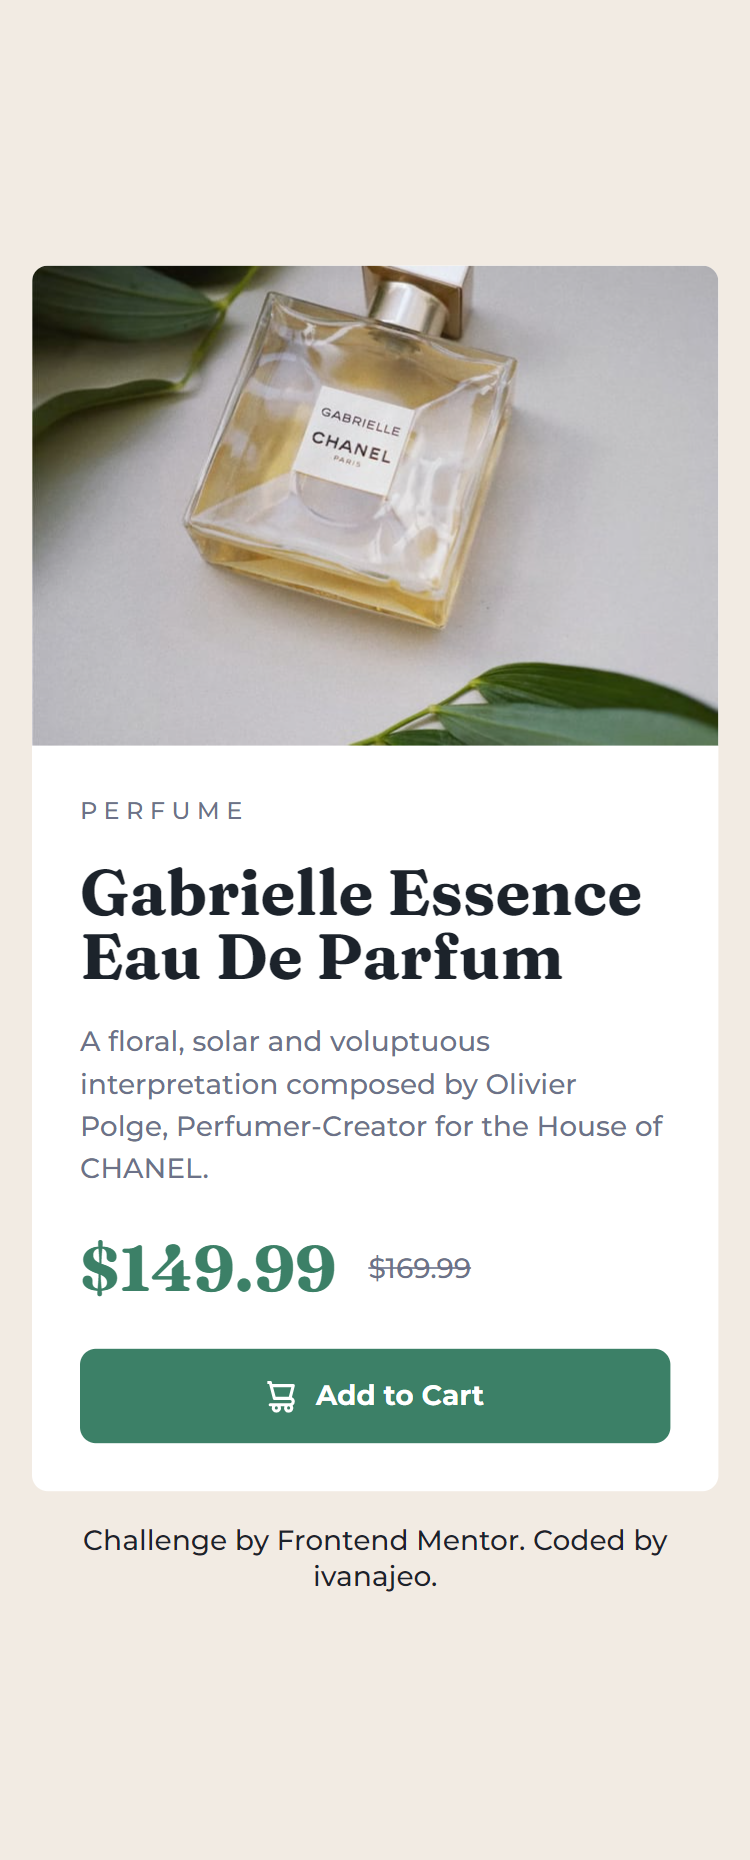 GABRIELLE
CHANEL
PARIS
PERFUME
Gabrielle Essence
Eau De Parfum
A floral, solar and voluptuous
interpretation composed by Olivier
Polge, Perfumer-Creator for the House of
CHANEL.
$149.99 $169.99
Add to Cart
Challenge by Frontend Mentor. Coded by
ivanajeo.